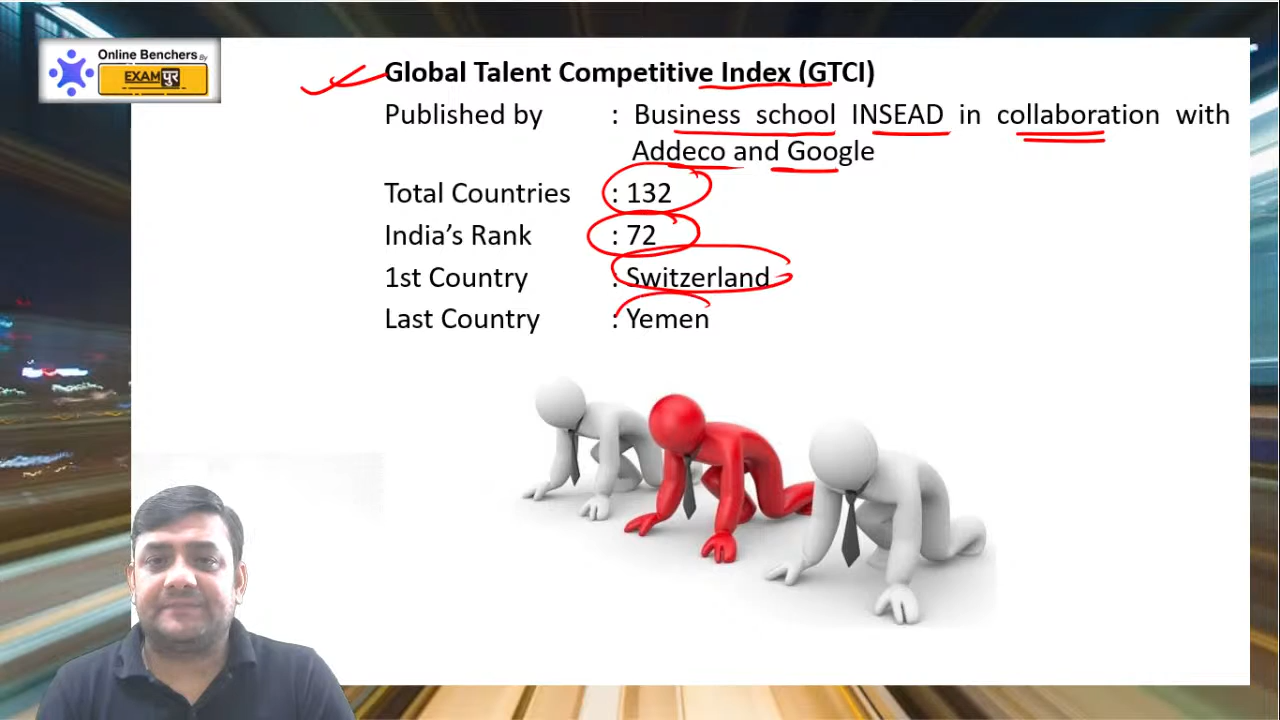 Online Benchers By
EXAMपुर
Global Talent Competitive Index (GTCI)
Published by : Business school INSEAD in collaboration with
Addeco and Google
Total Countries : 132
India’s Rank : 72
1st Country : Switzerland
Last Country : Yemen